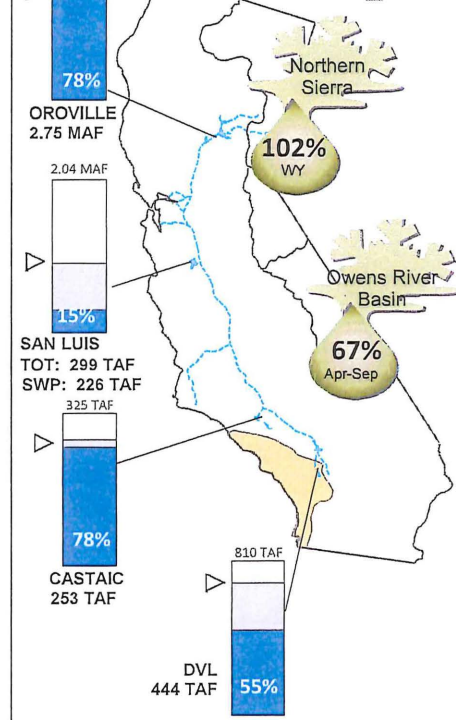 78%
OROVILLE
2.75 MAF
Northern
Sierra
102%
WY
2.04 MAF
15%
SAN LUIS
TOT: 299 TAF
SWP: 226 TAF
Owens River
Basin
67%
Apr-Sep
325 TAF
78%
CASTAIC
253 TAF
810 TAF
55%
DVL
444 TAF